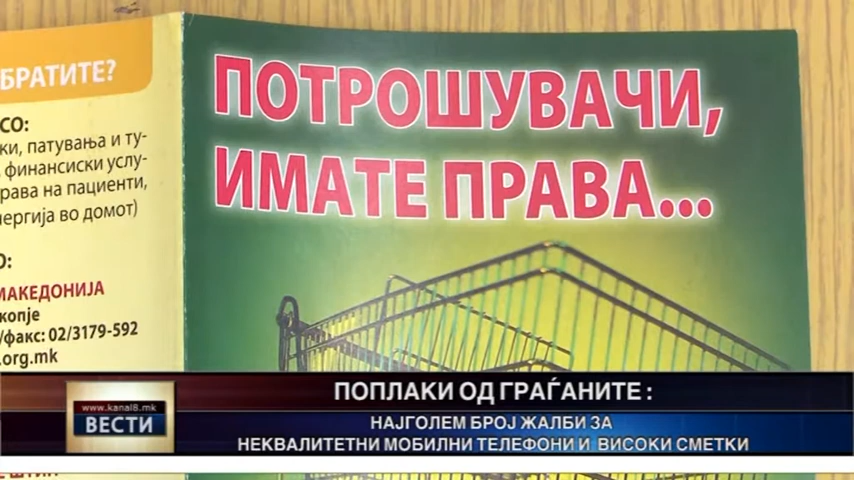 БРАТИТЕ?
СО:
ки, патувања и ту-
, финансиски услу-
рава на пациенти,
нергија во домот)
О:
МАКЕДОНИЈА
копје
/факс: 02/3179-592
.org.mk
ПОТРОШУВАЧИ,
ИМАТЕ ПРАВА...
www.kanal8.mk
ВЕСТИ
ПОПЛАКИ ОД ГРАЃАНИТЕ :
НАЈГОЛЕМ БРОЈ ЖАЛБИ ЗА
НЕКВАЛИТЕТНИ МОБИЛНИ ТЕЛЕФОНИ И ВИСОКИ СМЕТКИ